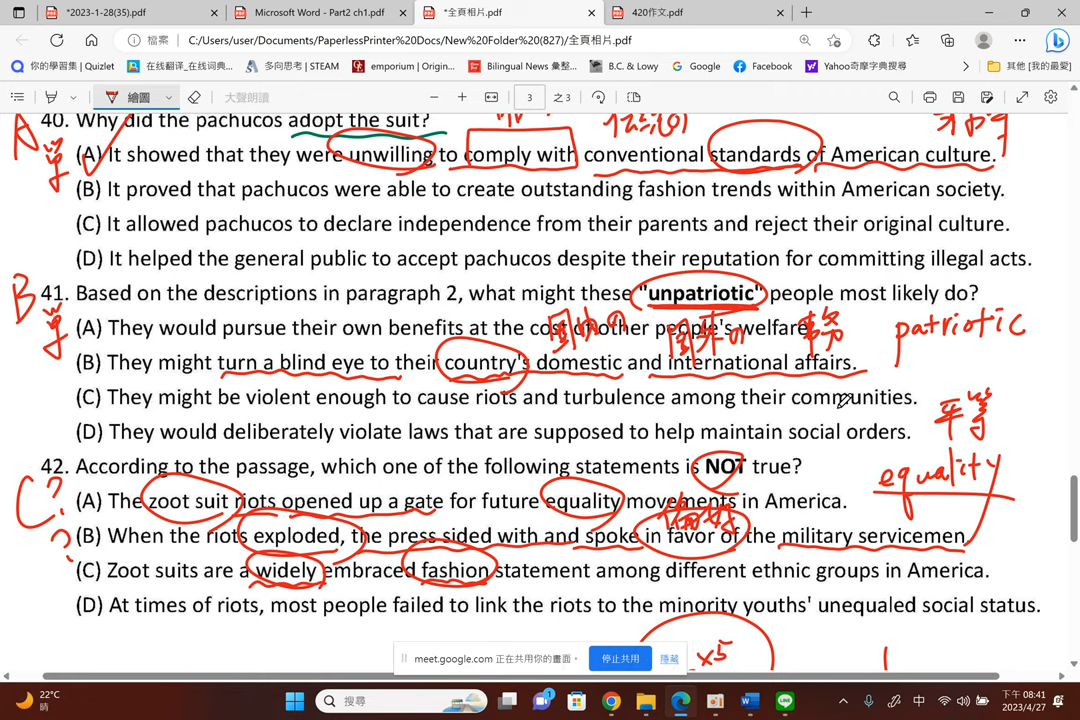 *2023-1-28(35).pdf
Microsoft Word - Part2 ch1.pdf
*全頁相片.pdf
420作文.pdf
檔案
C:/Users/user/Documents/PaperlessPrinter%20Docs/New%20Folder%20(827)/全頁相片.pdf
你的學習集 | Quizlet
在线翻译_在线词典...
多向思考 | STEAM
emporium | Origin...
Bilingual News 彙整...
B.C. & Lowy
Google
Facebook
Yahoo奇摩字典搜尋
其他 [我的最愛]
繪圖
大聲朗讀
3
之 3
40. Why did the pachucos adopt the suit?
A
(A) It showed that they were unwilling to comply with conventional standards of American culture.
(B) It proved that pachucos were able to create outstanding fashion trends within American society.
(C) It allowed pachucos to declare independence from their parents and reject their original culture.
(D) It helped the general public to accept pachucos despite their reputation for committing illegal acts.
B
41. Based on the descriptions in paragraph 2, what might these "unpatriotic" people most likely do?
(A) They would pursue their own benefits at the cost of other people's welfare.
國內的
國際的
事務
patriotic
(B) They might turn a blind eye to their country's domestic and international affairs.
(C) They might be violent enough to cause riots and turbulence among their communities.
平等
(D) They would deliberately violate laws that are supposed to help maintain social orders.
42. According to the passage, which one of the following statements is NOT true?
equality
C?
(A) The zoot suit riots opened up a gate for future equality movements in America.
?
(B) When the riots exploded, the press sided with and spoke in favor of the military servicemen.
(C) Zoot suits are a widely embraced fashion statement among different ethnic groups in America.
(D) At times of riots, most people failed to link the riots to the minority youths' unequaled social status.
x5
meet.google.com 正在共用你的畫面。
停止共用
隱藏
22°C
晴
搜尋
中
下午 08:41
2023/4/27